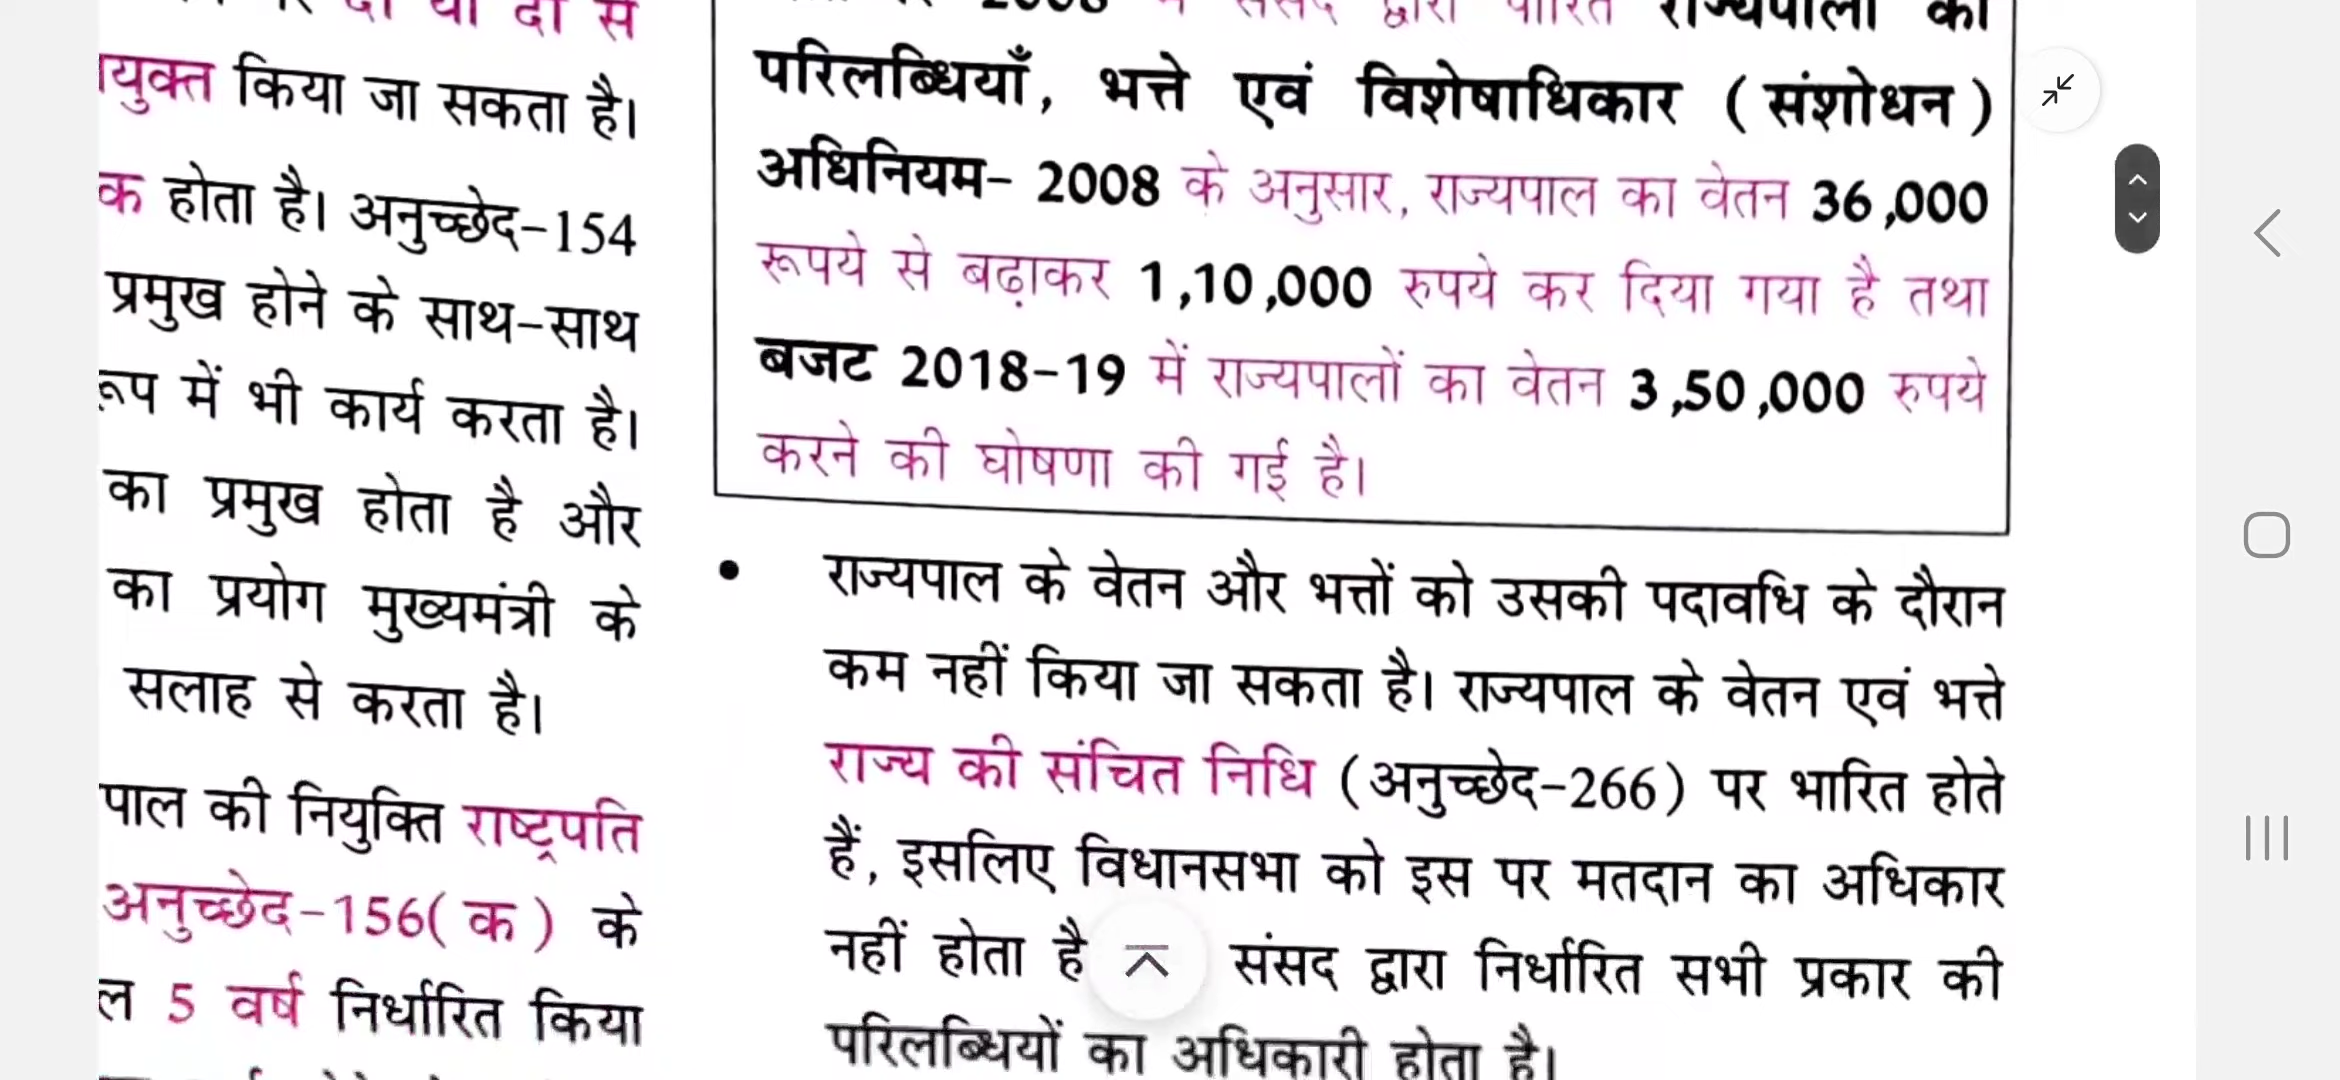 युक्त किया जा सकता है।
क होता है। अनुच्छेद-154
प्रमुख होने के साथ-साथ
रूप में भी कार्य करता है।
का प्रमुख होता है और
का प्रयोग मुख्यमंत्री के
सलाह से करता है।
पाल की नियुक्ति राष्ट्रपति
अनुच्छेद-156(क) के
ल 5 वर्ष निर्धारित किया
2008 में संसद द्वारा पारित राज्यपालों की
परिलब्धियाँ, भत्ते एवं विशेषाधिकार (संशोधन)
अधिनियम- 2008 के अनुसार, राज्यपाल का वेतन 36,000
रूपये से बढ़ाकर 1,10,000 रुपये कर दिया गया है तथा
बजट 2018-19 में राज्यपालों का वेतन 3,50,000 रुपये
करने की घोषणा की गई है।
• राज्यपाल के वेतन और भत्तों को उसकी पदावधि के दौरान
कम नहीं किया जा सकता है। राज्यपाल के वेतन एवं भत्ते
राज्य की संचित निधि (अनुच्छेद-266) पर भारित होते
हैं, इसलिए विधानसभा को इस पर मतदान का अधिकार
नहीं होता है संसद द्वारा निर्धारित सभी प्रकार की
परिलब्धियों का अधिकारी होता है।